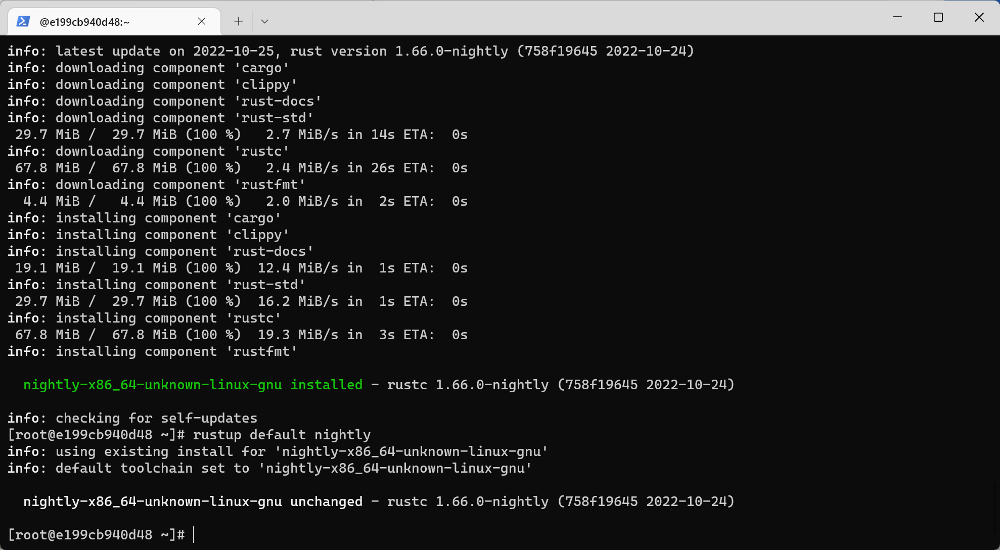 @e199cb940d48:~
info: latest update on 2022-10-25, rust version 1.66.0-nightly (758f19645 2022-10-24)
info: downloading component 'cargo'
info: downloading component 'clippy'
info: downloading component 'rust-docs'
info: downloading component 'rust-std'
 29.7 MiB /  29.7 MiB (100 %)   2.7 MiB/s in 14s ETA:  0s
info: downloading component 'rustc'
 67.8 MiB /  67.8 MiB (100 %)   2.4 MiB/s in 26s ETA:  0s
info: downloading component 'rustfmt'
  4.4 MiB /   4.4 MiB (100 %)   2.0 MiB/s in  2s ETA:  0s
info: installing component 'cargo'
info: installing component 'clippy'
info: installing component 'rust-docs'
 19.1 MiB /  19.1 MiB (100 %)  12.4 MiB/s in  1s ETA:  0s
info: installing component 'rust-std'
 29.7 MiB /  29.7 MiB (100 %)  16.2 MiB/s in  1s ETA:  0s
info: installing component 'rustc'
 67.8 MiB /  67.8 MiB (100 %)  19.3 MiB/s in  3s ETA:  0s
info: installing component 'rustfmt'
  nightly-x86_64-unknown-linux-gnu installed - rustc 1.66.0-nightly (758f19645 2022-10-24)
info: checking for self-updates
[root@e199cb940d48 ~]# rustup default nightly
info: using existing install for 'nightly-x86_64-unknown-linux-gnu'
info: default toolchain set to 'nightly-x86_64-unknown-linux-gnu'
  nightly-x86_64-unknown-linux-gnu unchanged - rustc 1.66.0-nightly (758f19645 2022-10-24)
[root@e199cb940d48 ~]#